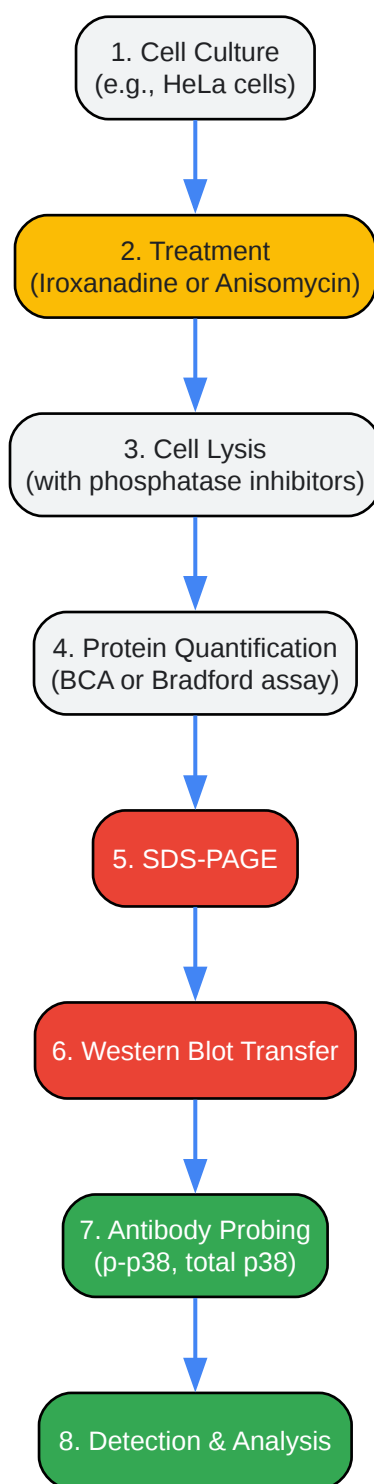 1. Cell Culture
(e.g., HeLa cells)
2. Treatment
(Iroxanadine or Anisomycin)
3. Cell Lysis
(with phosphatase inhibitors)
4. Protein Quantification
(BCA or Bradford assay)
5. SDS-PAGE
6. Western Blot Transfer
7. Antibody Probing
(p-p38, total p38)
8. Detection & Analysis